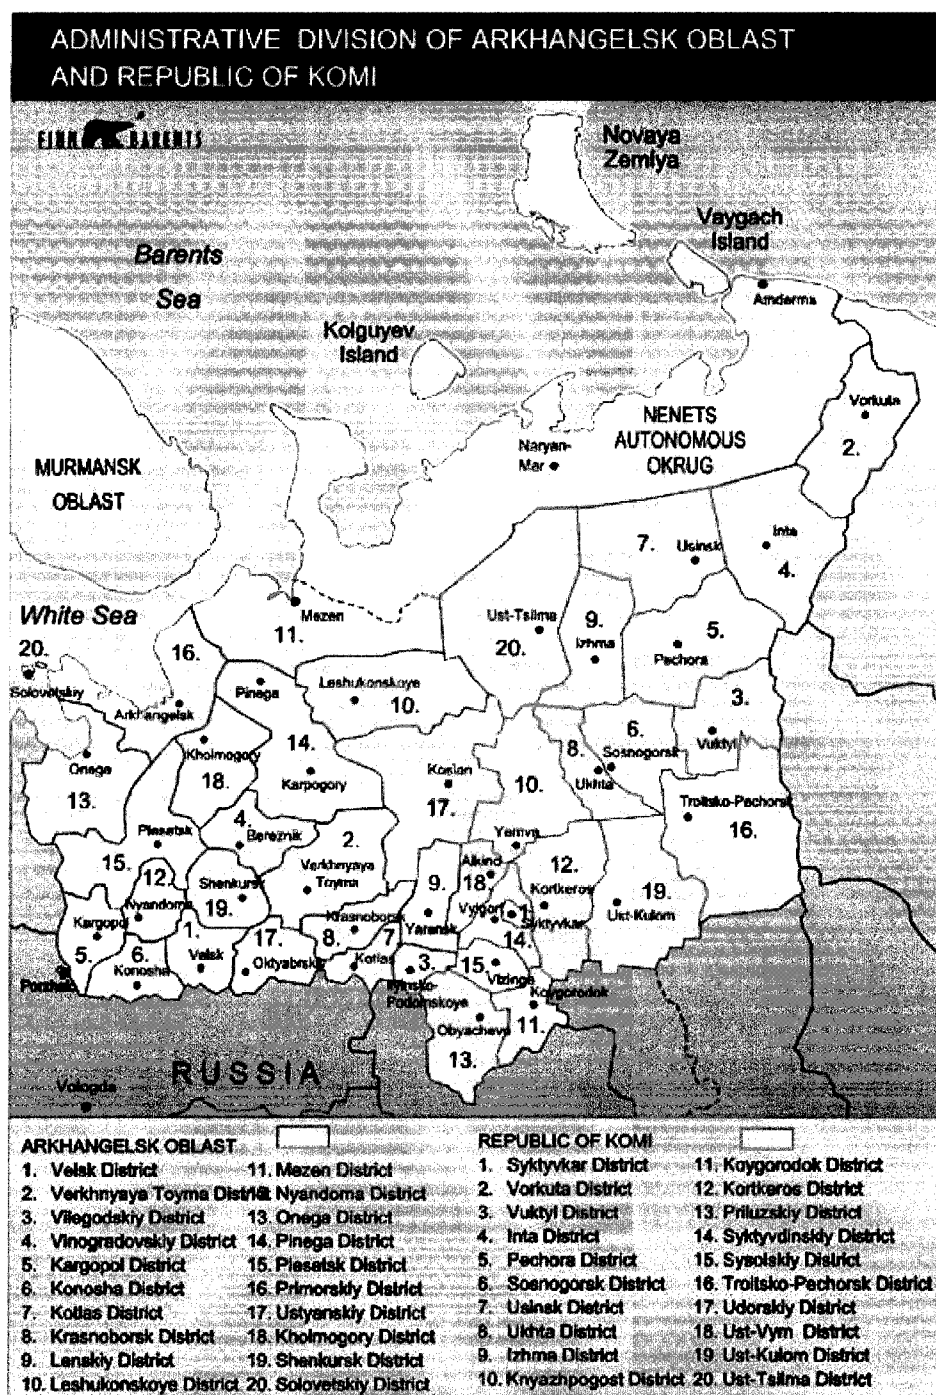 ADMINISTRATIVE DIVISION OF ARKHANGELSK OBLAST
AND REPUBLIC OF KOMI
FINN BARENTS
Novaya
Zemlya
Vaygach
Island
Barents
Sea
Amderma
Kolguyev
Island
Vorkuta
2.
NENETS
AUTONOMOUS
OKRUG
Naryan-
Mar
MURMANSK
OBLAST
7. Usinsk
Inta
4.
White Sea
Mezen
11.
Ust-Tsilma
20.
9.
Izhma
5.
Pechora
20.
Solovetskiy
16.
Arkhangelsk
Pinega
Leshukonskoye
10.
3.
Vuktyl
6.
Sosnogorsk
8.
Ukhta
Onega
13.
Kholmogory
18.
14.
Karpogory
Koslan
17.
10.
Troitsko-Pechorsk
16.
4.
Bereznik
2.
Verkhnyaya
Toyma
Plesetsk
15.
12.
Nyandoma
Shenkursk
19.
Yemva
Aikino
18.
9.
Yarensk
12.
Kortkeros
19.
Ust-Kulom
Vylgort
1.
Syktyvkar
14.
Kargopol
5.
6.
Konosha
1.
Velsk
17.
Oktyabrskiy
Krasnoborsk
8.
7.
Kotlas
3.
Ilyinsko-
Podomskoye
15.
Vizinga
Koygorodok
11.
Obyachevo
13.
RUSSIA
Vologda
ARKHANGELSK OBLAST
1. Velsk District
2. Verkhnyaya Toyma District
3. Vilegodskiy District
4. Vinogradovskiy District
5. Kargopol District
6. Konosha District
7. Kotlas District
8. Krasnoborsk District
9. Lenskiy District
10. Leshukonskoye District
11. Mezen District
12. Nyandoma District
13. Onega District
14. Pinega District
15. Plesetsk District
16. Primorskiy District
17. Ustyanskiy District
18. Kholmogory District
19. Shenkursk District
20. Solovetskiy District
REPUBLIC OF KOMI
1. Syktyvkar District
2. Vorkuta District
3. Vuktyl District
4. Inta District
5. Pechora District
6. Sosnogorsk District
7. Usinsk District
8. Ukhta District
9. Izhma District
10. Knyazhpogost District
11. Koygorodok District
12. Kortkeros District
13. Priluzskiy District
14. Syktyvdinskiy District
15. Sysolskiy District
16. Troitsko-Pechorsk District
17. Udorskiy District
18. Ust-Vym District
19 Ust-Kulom District
20. Ust-Tsilma District